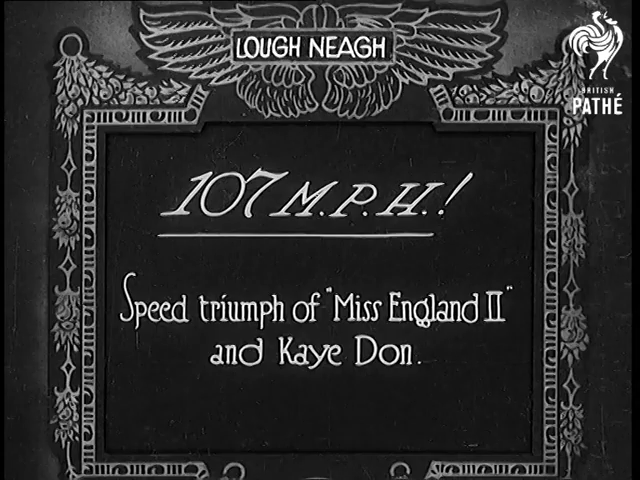 LOUGH NEAGH
BRITISH
PATHÉ
107 M.P.H.!
Speed triumph of "Miss England II"
and Kaye Don.